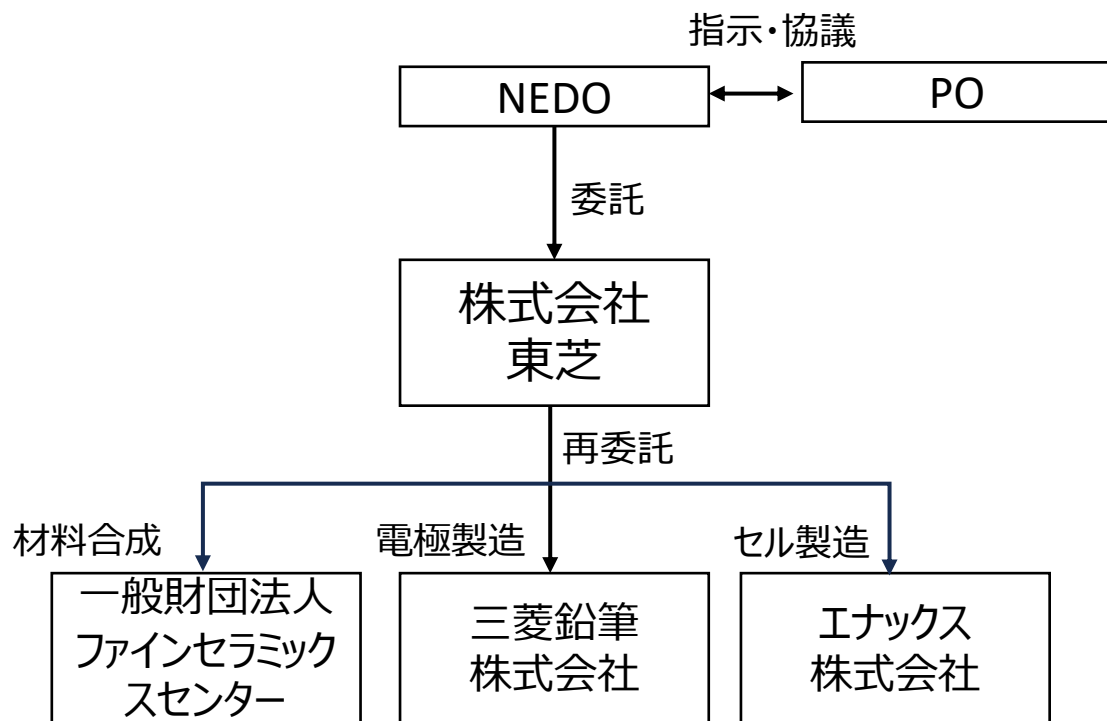 指示・協議
NEDO
PO
委託
株式会社
東芝
再委託
材料合成
電極製造
セル製造
一般財団法人
ファインセラミック
スセンター
三菱鉛筆
株式会社
エナックス
株式会社